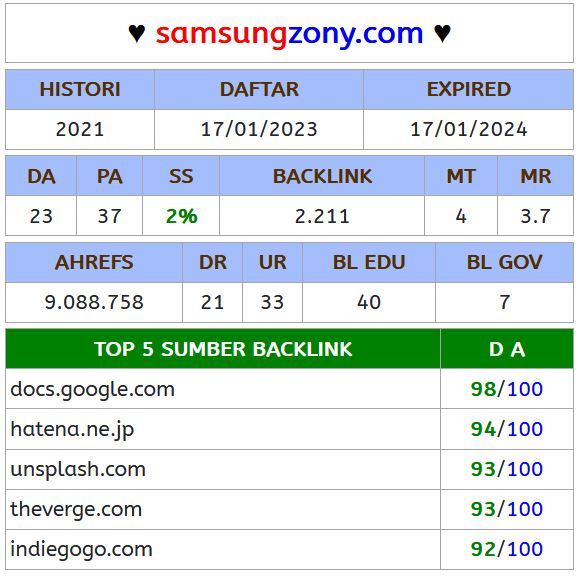 ♥ samsungzony.com ♥
HISTORI DAFTAR EXPIRED
2021 17/01/2023 17/01/2024
DA PA SS BACKLINK MT MR
23 37 2% 2.211 4 3.7
AHREFS DR UR BL EDU BL GOV
9.088.758 21 33 40 7
TOP 5 SUMBER BACKLINK D A
docs.google.com 98/100
hatena.ne.jp 94/100
unsplash.com 93/100
theverge.com 93/100
indiegogo.com 92/100